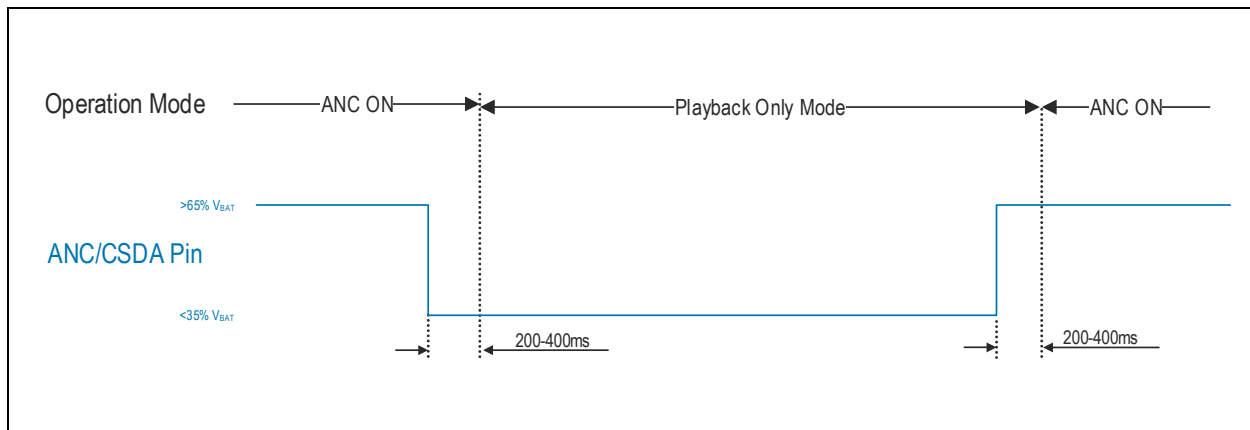 Operation Mode
ANC ON
Playback Only Mode
ANC ON
>65% VBAT
ANC/CSDA Pin
<35% VBAT
200-400ms
200-400ms